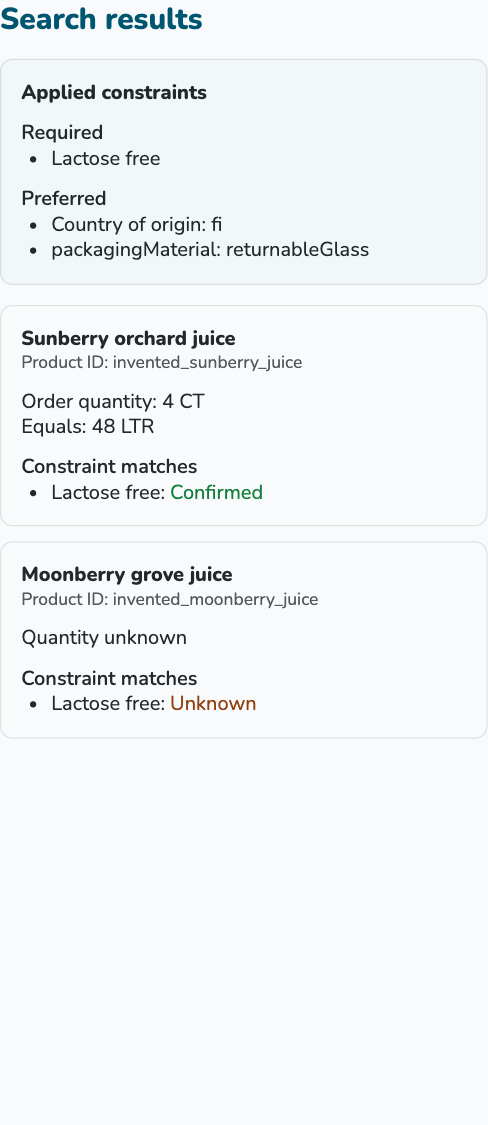 Search results
Applied constraints
Required
• Lactose free
Preferred
• Country of origin: fi
• packagingMaterial: returnableGlass
Sunberry orchard juice
Product ID: invented_sunberry_juice
Order quantity: 4 CT
Equals: 48 LTR
Constraint matches
• Lactose free: Confirmed
Moonberry grove juice
Product ID: invented_moonberry_juice
Quantity unknown
Constraint matches
• Lactose free: Unknown